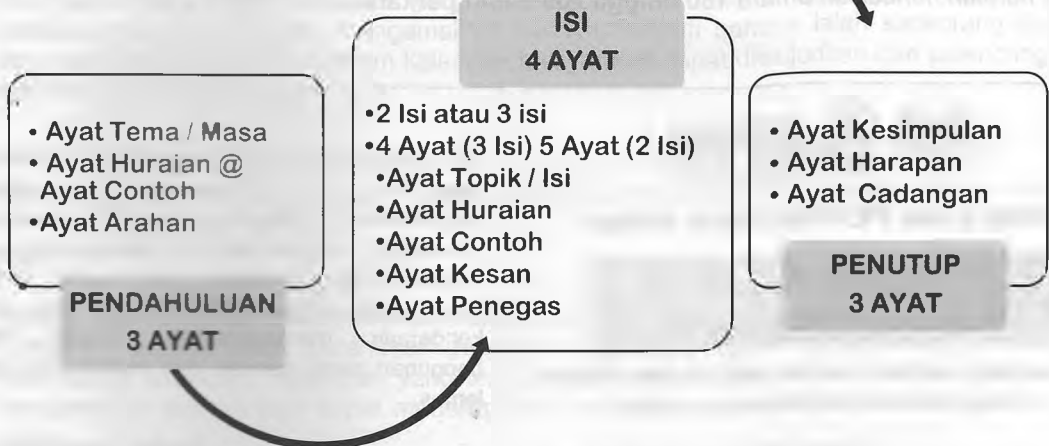 • Ayat Tema / Masa
• Ayat Huraian @
Ayat Contoh
•Ayat Arahan
PENDAHULUAN
3 AYAT
ISI
4 AYAT
•2 Isi atau 3 isi
•4 Ayat (3 Isi) 5 Ayat (2 Isi)
•Ayat Topik / Isi
•Ayat Huraian
•Ayat Contoh
•Ayat Kesan
•Ayat Penegas
• Ayat Kesimpulan
• Ayat Harapan
• Ayat Cadangan
PENUTUP
3 AYAT